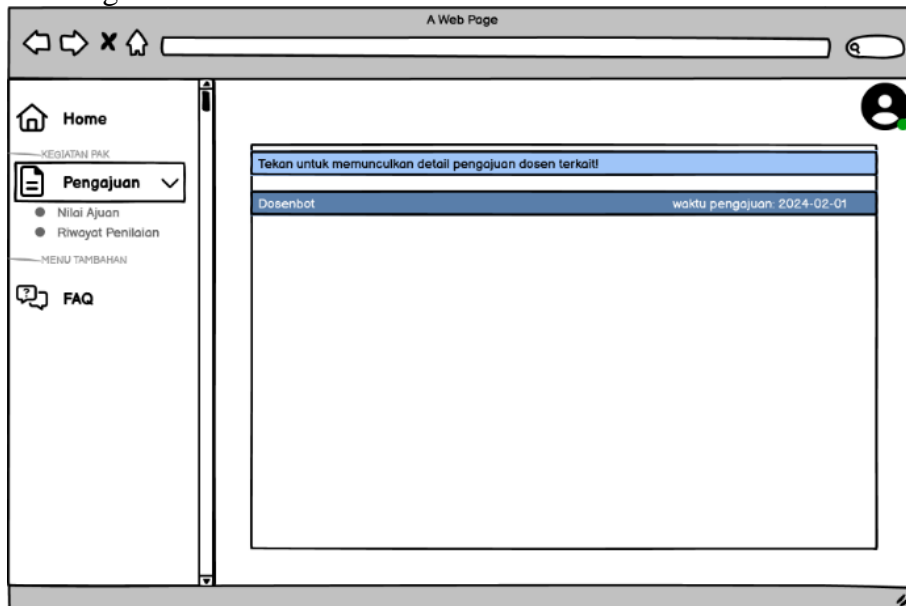 A Web Page
Home
KEGIATAN PAK
Pengajuan
Nilai Ajuan
Riwayat Penilaian
MENU TAMBAHAN
FAQ
Tekan untuk memunculkan detail pengajuan dosen terkait!
Dosenbot waktu pengajuan: 2024-02-01